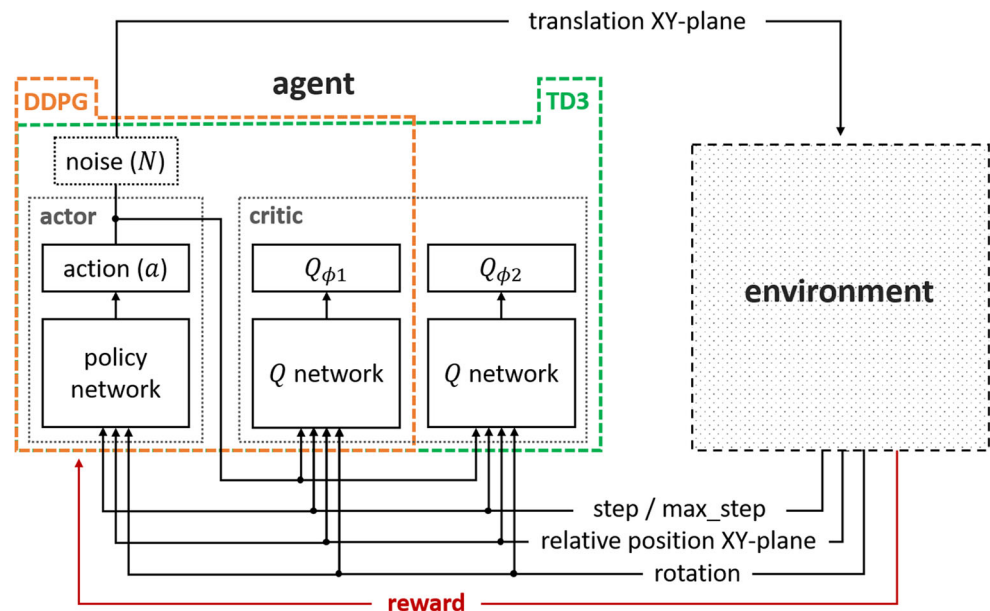 translation XY-plane
agent
DDPG
TD3
noise (N)
actor
critic
action (a)
Qϕ1
Qϕ2
environment
policy
network
Q network
Q network
step / max_step
relative position XY-plane
rotation
reward